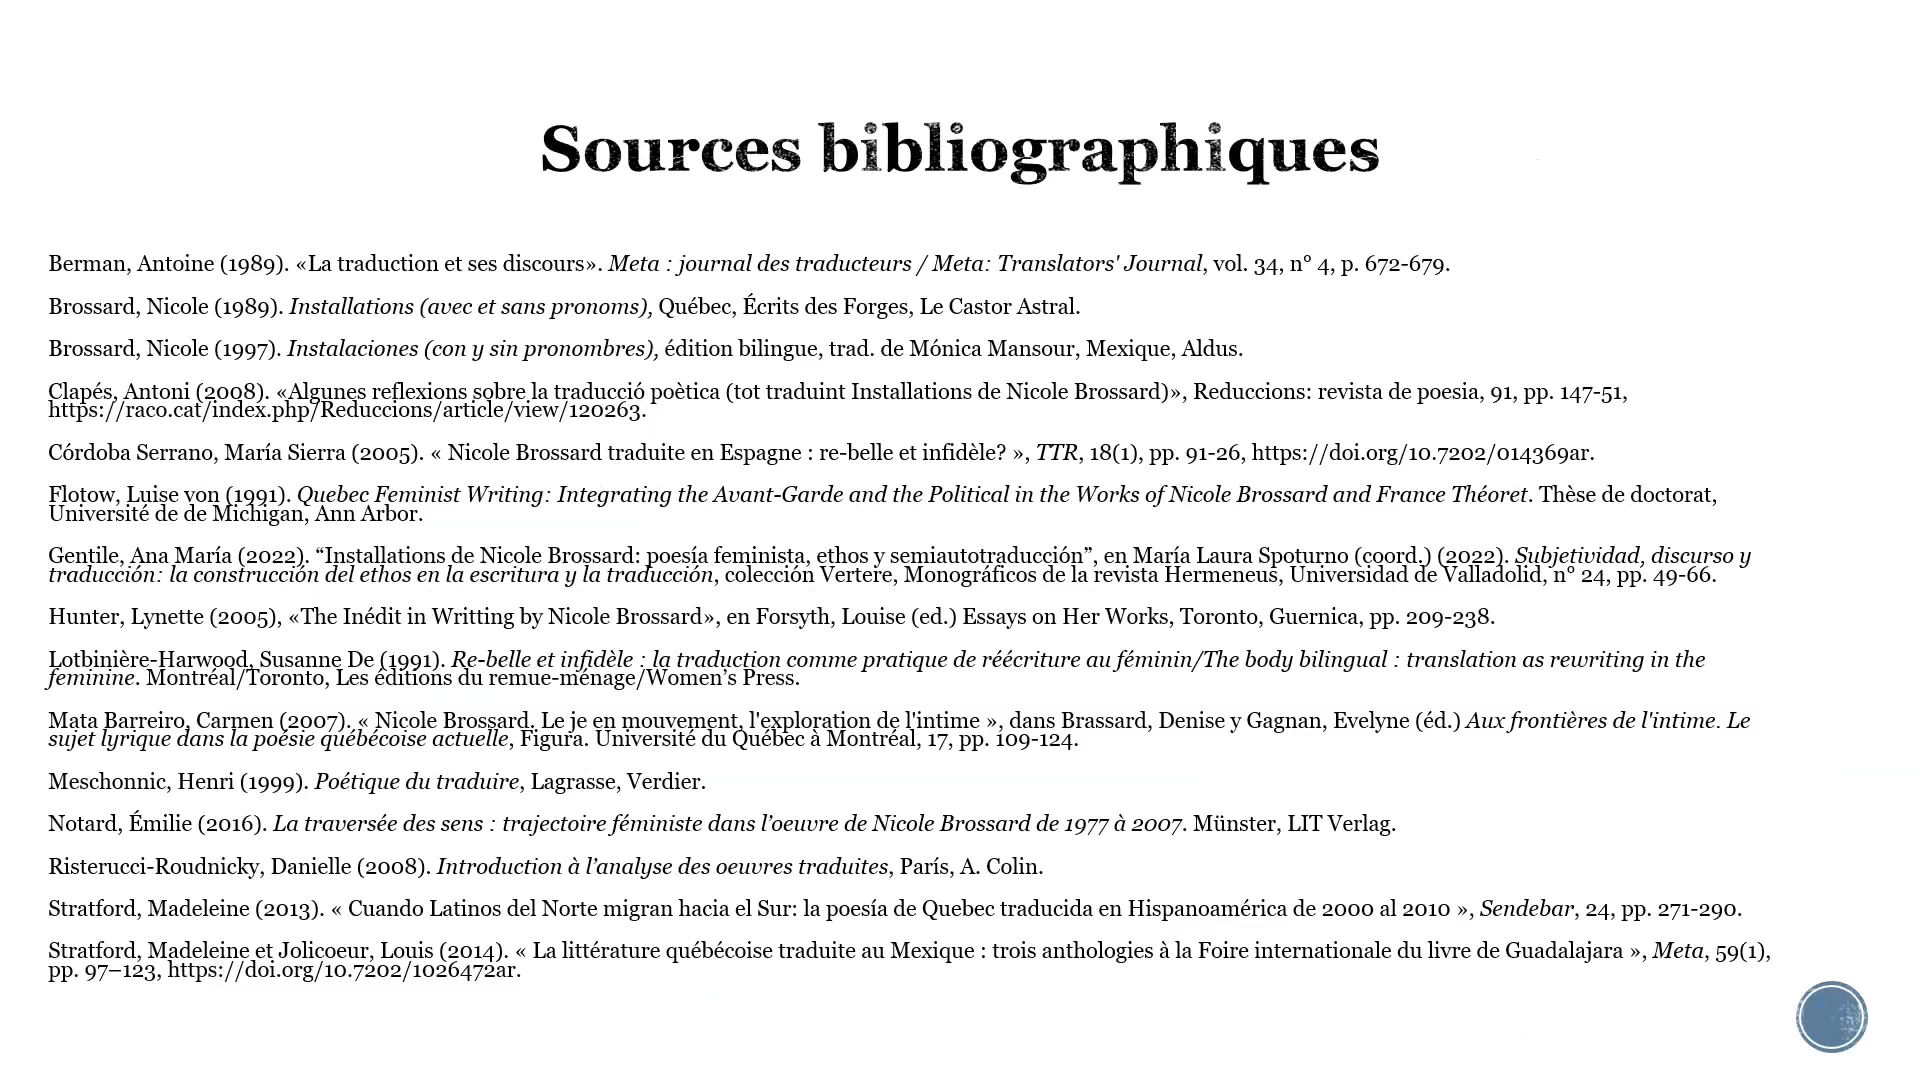 Sources bibliographiques
Berman, Antoine (1989). «La traduction et ses discours». Meta : journal des traducteurs / Meta: Translators' Journal, vol. 34, n° 4, p. 672-679.
Brossard, Nicole (1989). Installations (avec et sans pronoms), Québec, Écrits des Forges, Le Castor Astral.
Brossard, Nicole (1997). Instalaciones (con y sin pronombres), édition bilingue, trad. de Mónica Mansour, Mexique, Aldus.
Clapés, Antoni (2008). «Algunes reflexions sobre la traducció poètica (tot traduint Installations de Nicole Brossard)», Reduccions: revista de poesia, 91, pp. 147-51,
https://raco.cat/index.php/Reduccions/article/view/120263.
Córdoba Serrano, María Sierra (2005). « Nicole Brossard traduite en Espagne : re-belle et infidèle? », TTR, 18(1), pp. 91-26, https://doi.org/10.7202/014369ar.
Flotow, Luise von (1991). Quebec Feminist Writing: Integrating the Avant-Garde and the Political in the Works of Nicole Brossard and France Théoret. Thèse de doctorat,
Université de de Michigan, Ann Arbor.
Gentile, Ana María (2022). “Installations de Nicole Brossard: poesía feminista, ethos y semiautotraducción”, en María Laura Spoturno (coord.) (2022). Subjetividad, discurso y
traducción: la construcción del ethos en la escritura y la traducción, colección Vertere, Monográficos de la revista Hermeneus, Universidad de Valladolid, n° 24, pp. 49-66.
Hunter, Lynette (2005), «The Inédit in Writting by Nicole Brossard», en Forsyth, Louise (ed.) Essays on Her Works, Toronto, Guernica, pp. 209-238.
Lotbinière-Harwood, Susanne De (1991). Re-belle et infidèle : la traduction comme pratique de réécriture au féminin/The body bilingual : translation as rewriting in the
feminine. Montréal/Toronto, Les éditions du remue-ménage/Women’s Press.
Mata Barreiro, Carmen (2007). « Nicole Brossard. Le je en mouvement, l'exploration de l'intime », dans Brassard, Denise y Gagnan, Evelyne (éd.) Aux frontières de l'intime. Le
sujet lyrique dans la poésie québécoise actuelle, Figura. Université du Québec à Montréal, 17, pp. 109-124.
Meschonnic, Henri (1999). Poétique du traduire, Lagrasse, Verdier.
Notard, Émilie (2016). La traversée des sens : trajectoire féministe dans l’oeuvre de Nicole Brossard de 1977 à 2007. Münster, LIT Verlag.
Risterucci-Roudnicky, Danielle (2008). Introduction à l’analyse des oeuvres traduites, París, A. Colin.
Stratford, Madeleine (2013). « Cuando Latinos del Norte migran hacia el Sur: la poesía de Quebec traducida en Hispanoamérica de 2000 al 2010 », Sendebar, 24, pp. 271-290.
Stratford, Madeleine et Jolicoeur, Louis (2014). « La littérature québécoise traduite au Mexique : trois anthologies à la Foire internationale du livre de Guadalajara », Meta, 59(1),
pp. 97–123, https://doi.org/10.7202/1026472ar.